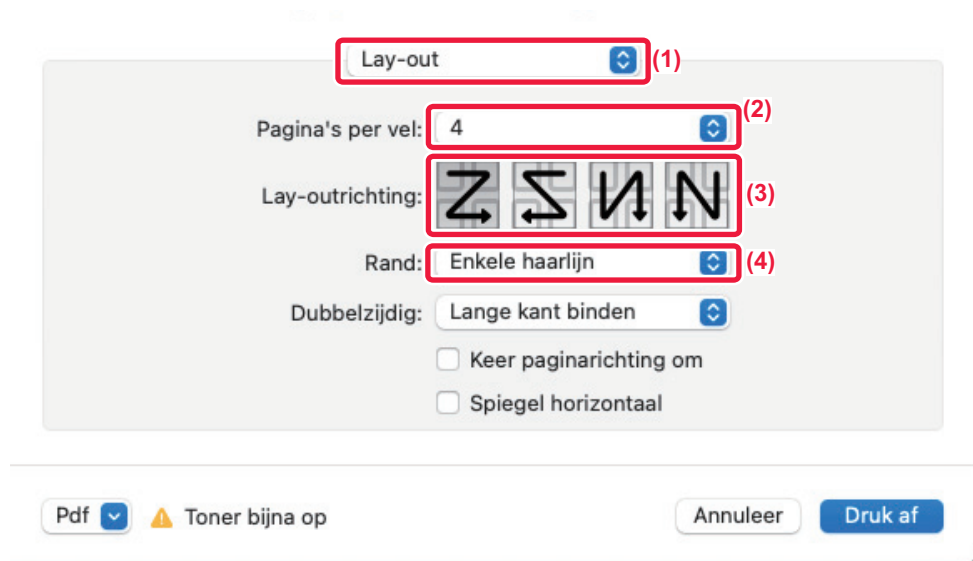 Lay-out (1)
Pagina's per vel: 4 (2)
Lay-outrichting: (3)
Rand: Enkele haarlijn (4)
Dubbelzijdig: Lange kant binden
Keer paginarichting om
Spiegel horizontaal
Pdf Toner bijna op Annuleer Druk af